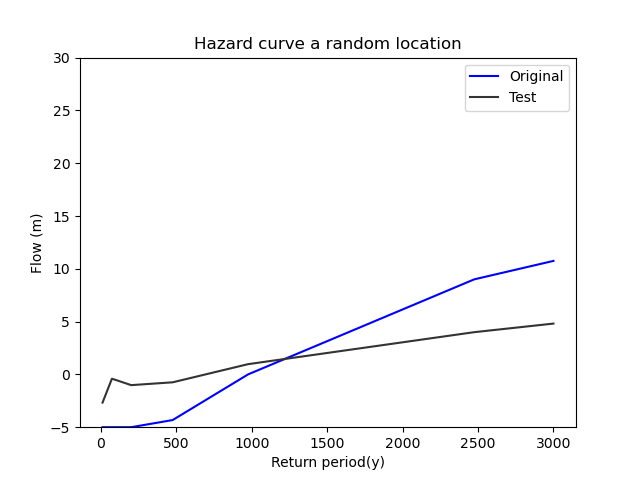 Hazard curve a random location
Original
Test
30
25
20
15
10
5
0
−5
Flow (m)
0 500 1000 1500 2000 2500 3000
Return period(y)